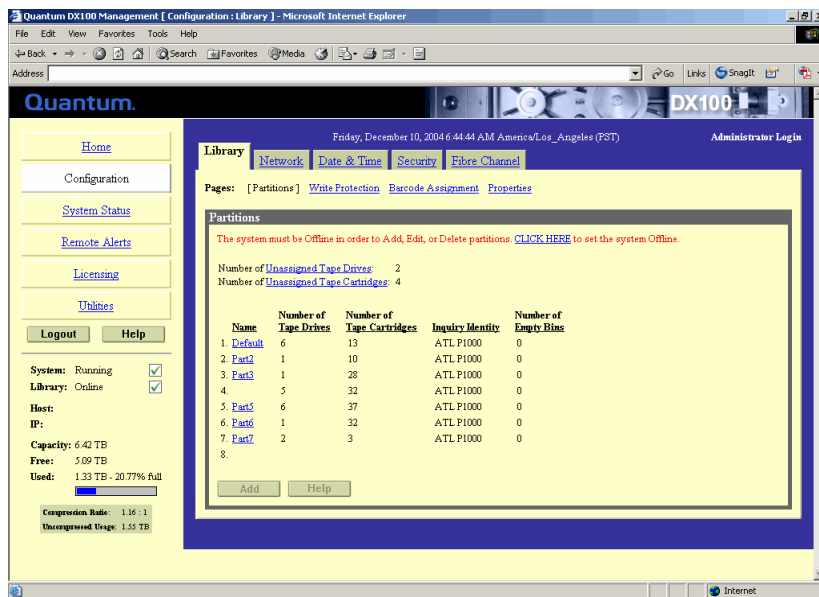 Quantum DX100 Management [ Configuration : Library ] - Microsoft Internet Explorer
File Edit View Favorites Tools Help
Back Search Favorites Media
Address Go Links SnagIt
Quantum. DX100
Friday, December 10, 2004 6:44:44 AM America/Los_Angeles (PST) Administrator Login
Home
Configuration
System Status
Remote Alerts
Licensing
Utilities
Logout Help
System: Running
Library: Online
Host:
IP:
Capacity: 6.42 TB
Free: 5.09 TB
Used: 1.33 TB - 20.77% full
Compression Ratio: 1.16 : 1
Uncompressed Usage: 1.55 TB
Library Network Date & Time Security Fibre Channel
Pages: [ Partitions ] Write Protection Barcode Assignment Properties
Partitions
The system must be Offline in order to Add, Edit, or Delete partitions. CLICK HERE to set the system Offline.
Number of Unassigned Tape Drives: 2
Number of Unassigned Tape Cartridges: 4
Name Number of Tape Drives Number of Tape Cartridges Inquiry Identity Number of Empty Bins
1. Default 6 13 ATL P1000 0
2. Part2 1 10 ATL P1000 0
3. Part3 1 28 ATL P1000 0
4. 5 32 ATL P1000 0
5. Part5 6 37 ATL P1000 0
6. Part6 1 32 ATL P1000 0
7. Part7 2 3 ATL P1000 0
8.
Add Help
Internet